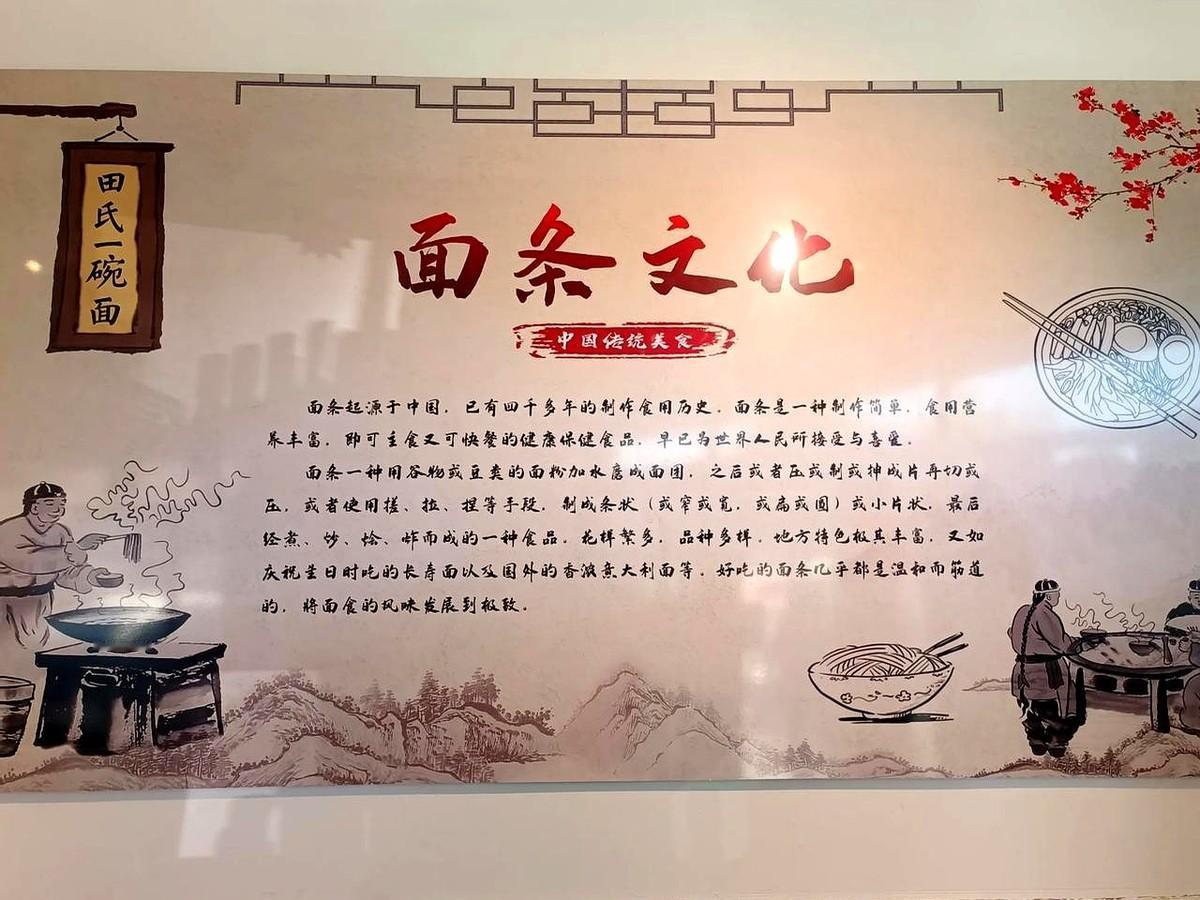 田氏一碗面
面条文化
中国传统美食
面条起源于中国，已有四千多年的制作食用历史。面条是一种制作简单，食用营
养丰富，即可主食又可快餐的健康保健食品，早已为世界人民所接受与喜爱。
面条一种用谷物或豆类的面粉加水磨成面团，之后或者压或制或抻成片再切或
压，或者使用搓、拉、捏等手段，制成条状（或窄或宽，或扁或圆）或小片状，最后
经煮、炒、烩、炸而成的一种食品。花样繁多，品种多样。地方特色极其丰富，又如
庆祝生日时吃的长寿面以及国外的香浓意大利面等。好吃的面条几乎都是温和而筋道
的，将面食的风味发展到极致。